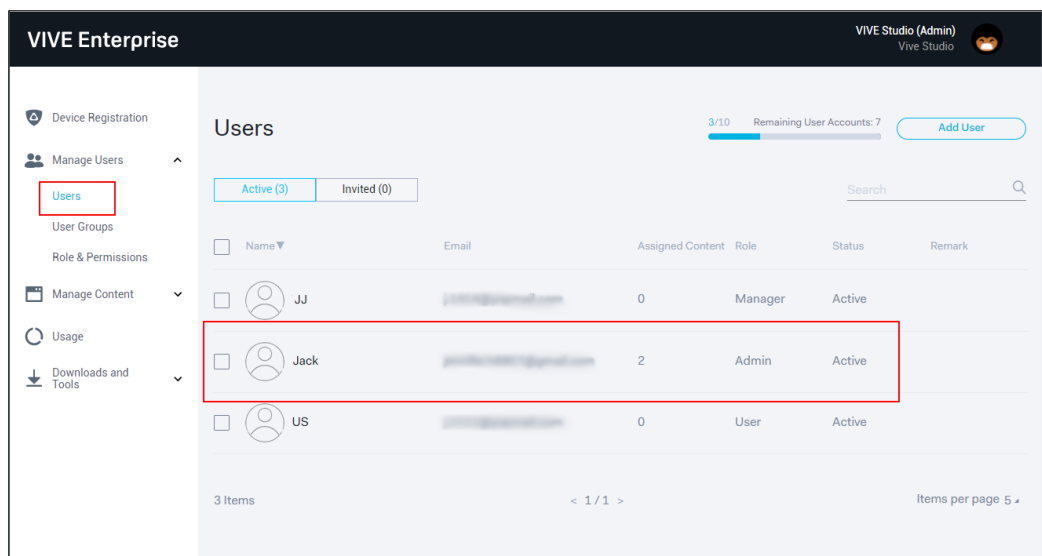 VIVE Enterprise
VIVE Studio (Admin)
Vive Studio
Device Registration
Manage Users
Users
User Groups
Role & Permissions
Manage Content
Usage
Downloads and
Tools
Users
3/10 Remaining User Accounts: 7
Add User
Active (3) Invited (0)
Search
Name▼ Email Assigned Content Role Status Remark
JJ 0 Manager Active
Jack 2 Admin Active
US 0 User Active
3 Items < 1/1 > Items per page 5